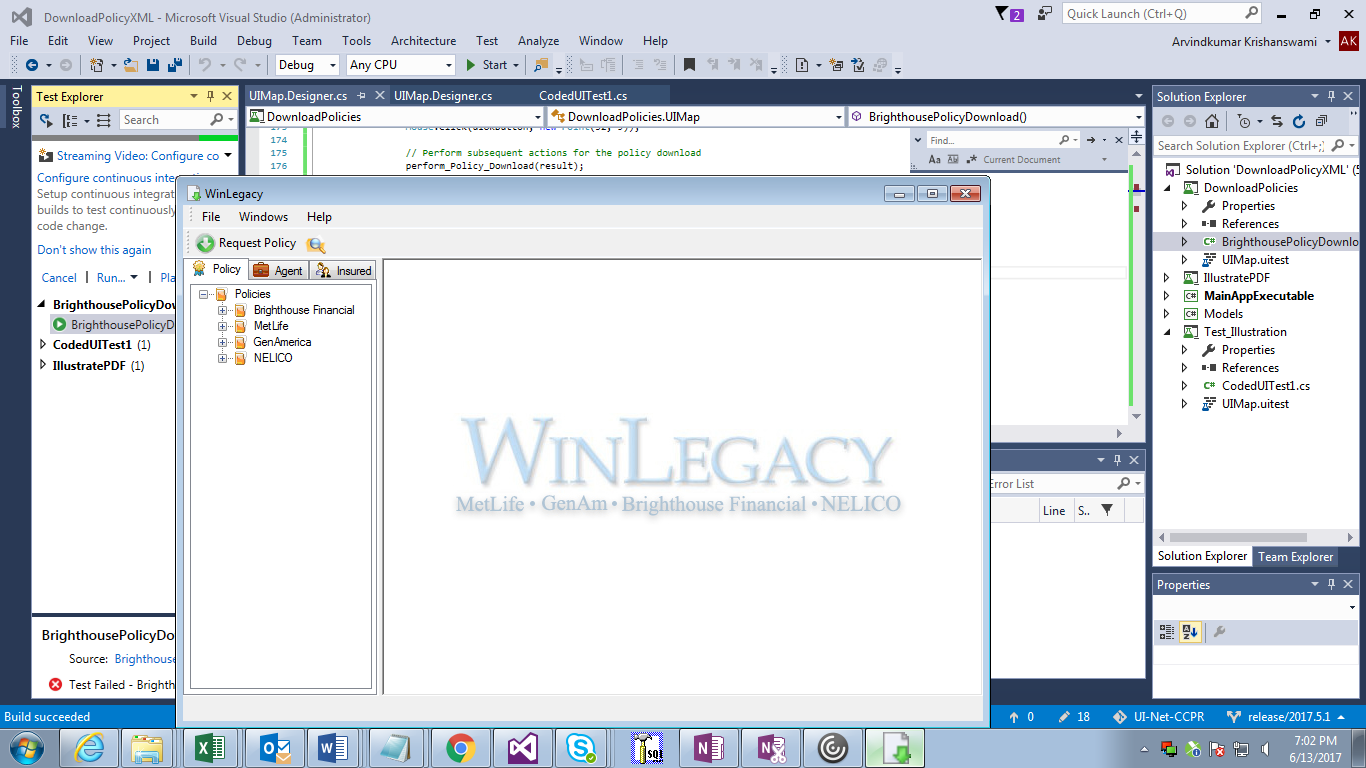 DownloadPolicyXML - Microsoft Visual Studio (Administrator)
2
Quick Launch (Ctrl+Q)
File Edit View Project Build Debug Team Tools Architecture Test Analyze Window Help
Arvindkumar Krishanswami AK
Debug Any CPU Start
Toolbox
Test Explorer
Search
Streaming Video: Configure co
Configure continuous integ
Setup continuous integrat
builds to test continuously
code change.
Don't show this again
Cancel Run... Pla
BrighthousePolicyDow
BrighthousePolicyD
CodedUITest1 (1)
IllustratePDF (1)
BrighthousePolicyDo
Source: Brighthouse
Test Failed - Brighth
UIMap.Designer.cs UIMap.Designer.cs CodedUITest1.cs
DownloadPolicies DownloadPolicies.UIMap BrighthousePolicyDownload()
174
175 // Perform subsequent actions for the policy download
176 perform_Policy_Download(result);
Find...
Aa Current Document
WinLegacy
File Windows Help
Request Policy
Policy Agent Insured
Policies
Brighthouse Financial
MetLife
GenAmerica
NELICO
WINLEGACY
MetLife • GenAm • Brighthouse Financial • NELICO
Error List
Line S..
Solution Explorer
Search Solution Explorer (Ctrl+;)
Solution 'DownloadPolicyXML' (5
DownloadPolicies
Properties
References
BrighthousePolicyDownlo
UIMap.uitest
IllustratePDF
MainAppExecutable
Models
Test_Illustration
Properties
References
CodedUITest1.cs
UIMap.uitest
Solution Explorer Team Explorer
Properties
Build succeeded
0 18 UI-Net-CCPR release/2017.5.1
7:02 PM
6/13/2017